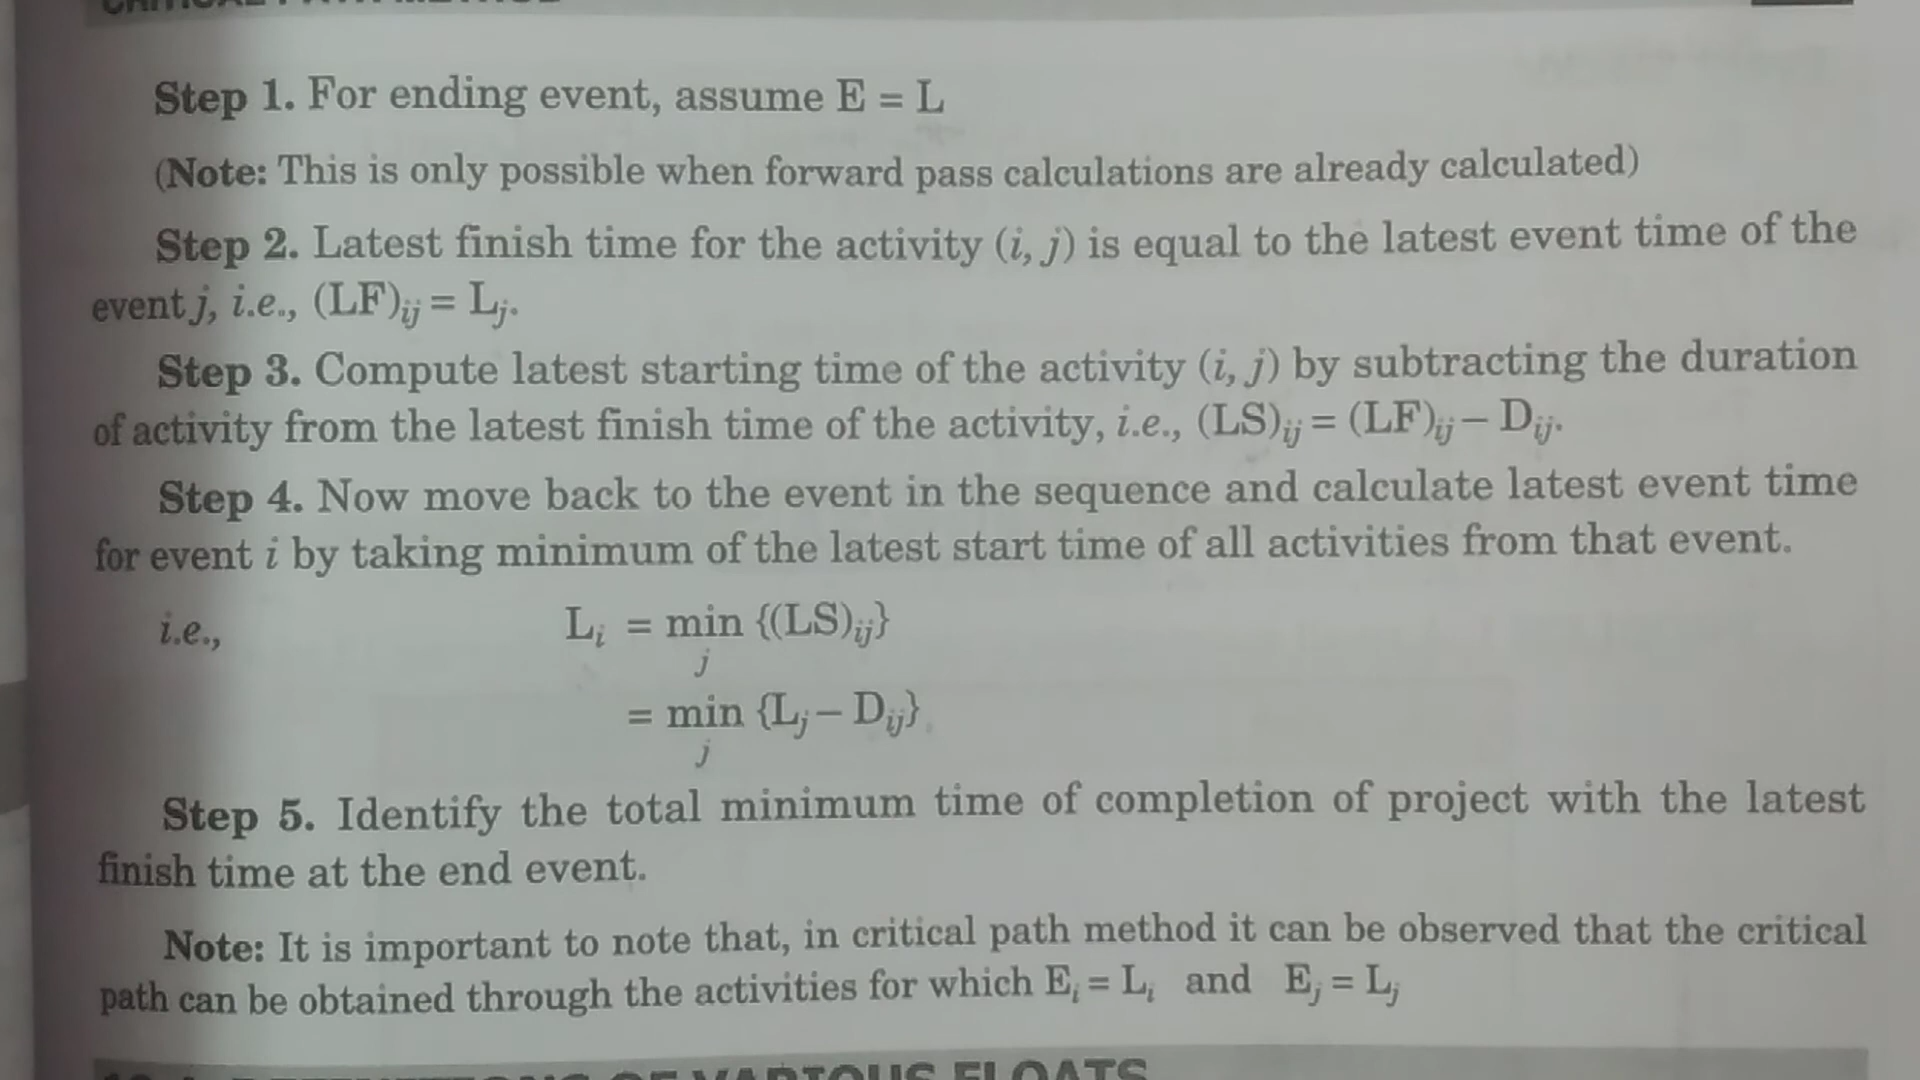 CRITICAL PATH METHOD
Step 1. For ending event, assume E = L
(Note: This is only possible when forward pass calculations are already calculated)
Step 2. Latest finish time for the activity (i, j) is equal to the latest event time of the
event j, i.e., (LF)ij = Lj.
Step 3. Compute latest starting time of the activity (i, j) by subtracting the duration
of activity from the latest finish time of the activity, i.e., (LS)ij = (LF)ij – Dij.
Step 4. Now move back to the event in the sequence and calculate latest event time
for event i by taking minimum of the latest start time of all activities from that event.
i.e., Li = min {(LS)ij}
j
= min {Lj – Dij}
j
Step 5. Identify the total minimum time of completion of project with the latest
finish time at the end event.
Note: It is important to note that, in critical path method it can be observed that the critical
path can be obtained through the activities for which Ei = Li and Ej = Lj
DEFINITIONS OF VARIOUS FLOATS